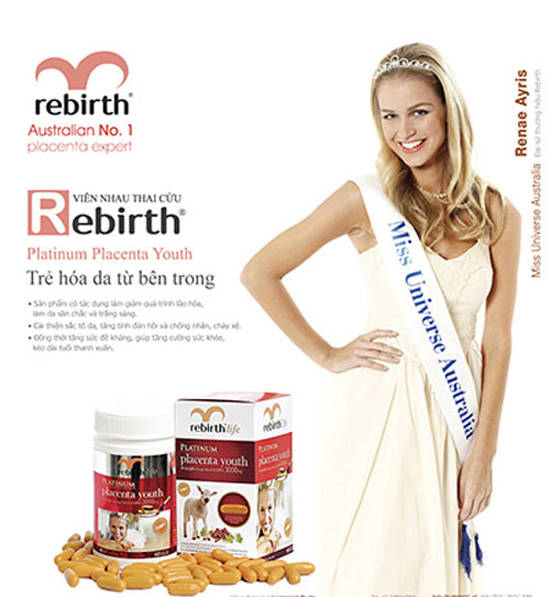 rebirth®
Australian No. 1
placenta expert
VIÊN NHAU THAI CỪU
Rebirth®
Platinum Placenta Youth
Trẻ hóa da từ bên trong
• Sản phẩm có tác dụng làm giảm quá trình lão hóa,
làm da săn chắc và trắng sáng.
• Cải thiện sắc tố da, tăng tính đàn hồi và chống nhăn, chảy xệ.
• Đồng thời tăng sức đề kháng, giúp tăng cường sức khỏe,
kéo dài tuổi thanh xuân.
Renae Ayris
Miss Universe Australia Đại sứ thương hiệu Rebirth
Miss Universe Australia
rebirth life
PLATINUM
placenta youth
PLATINUM
placenta youth